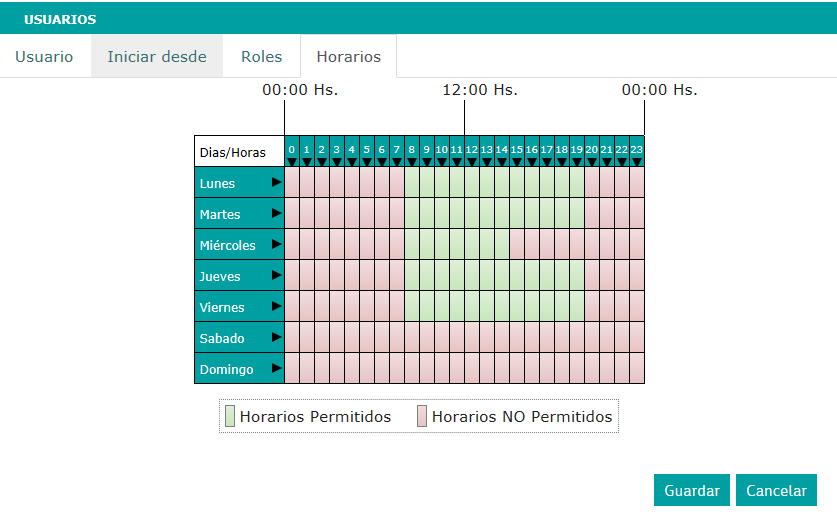 USUARIOS
Usuario Iniciar desde Roles Horarios
00:00 Hs. 12:00 Hs. 00:00 Hs.
Dias/Horas 0 1 2 3 4 5 6 7 8 9 10 11 12 13 14 15 16 17 18 19 20 21 22 23
Lunes
Martes
Miércoles
Jueves
Viernes
Sabado
Domingo
Horarios Permitidos Horarios NO Permitidos
Guardar Cancelar